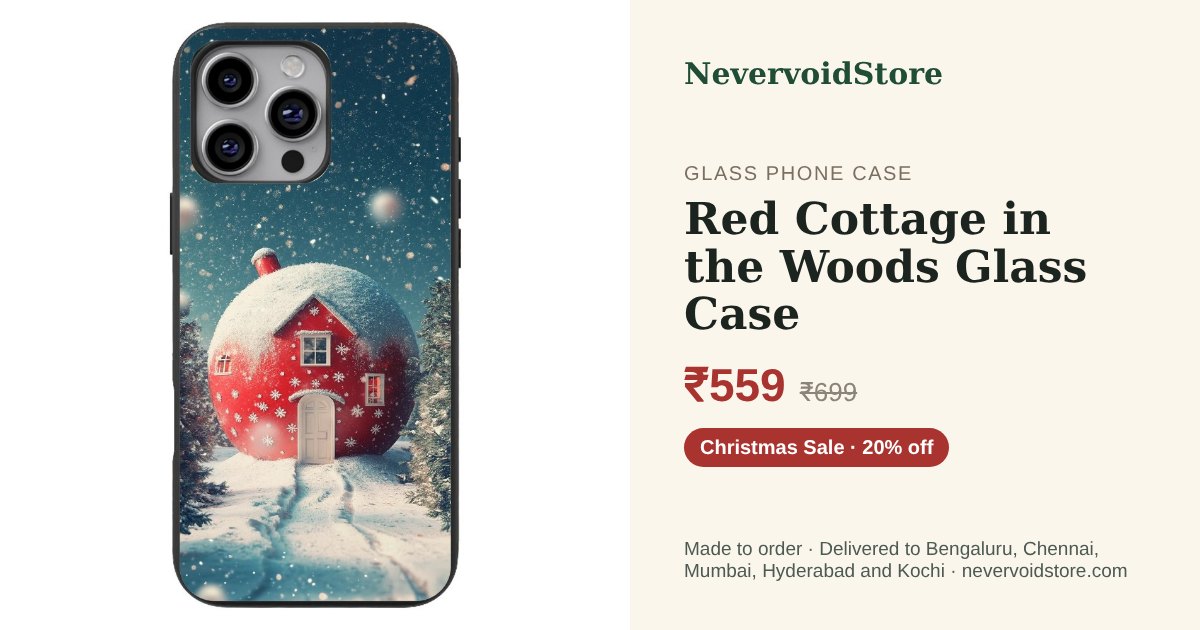 NevervoidStore
GLASS PHONE CASE
Red Cottage in
the Woods Glass
Case
₹559 ₹699
Christmas Sale · 20% off
Made to order · Delivered to Bengaluru, Chennai,
Mumbai, Hyderabad and Kochi · nevervoidstore.com